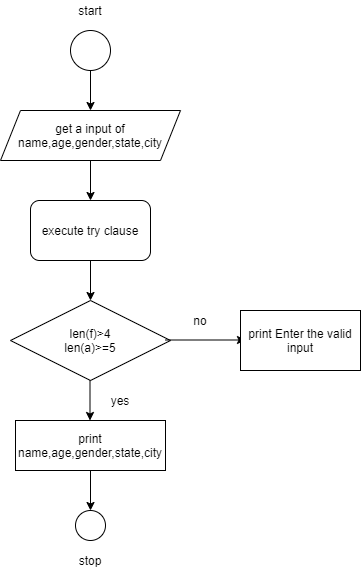 start
get a input of
name,age,gender,state,city
execute try clause
len(f)>4
len(a)>=5
no
print Enter the valid
input
yes
print
name,age,gender,state,city
stop